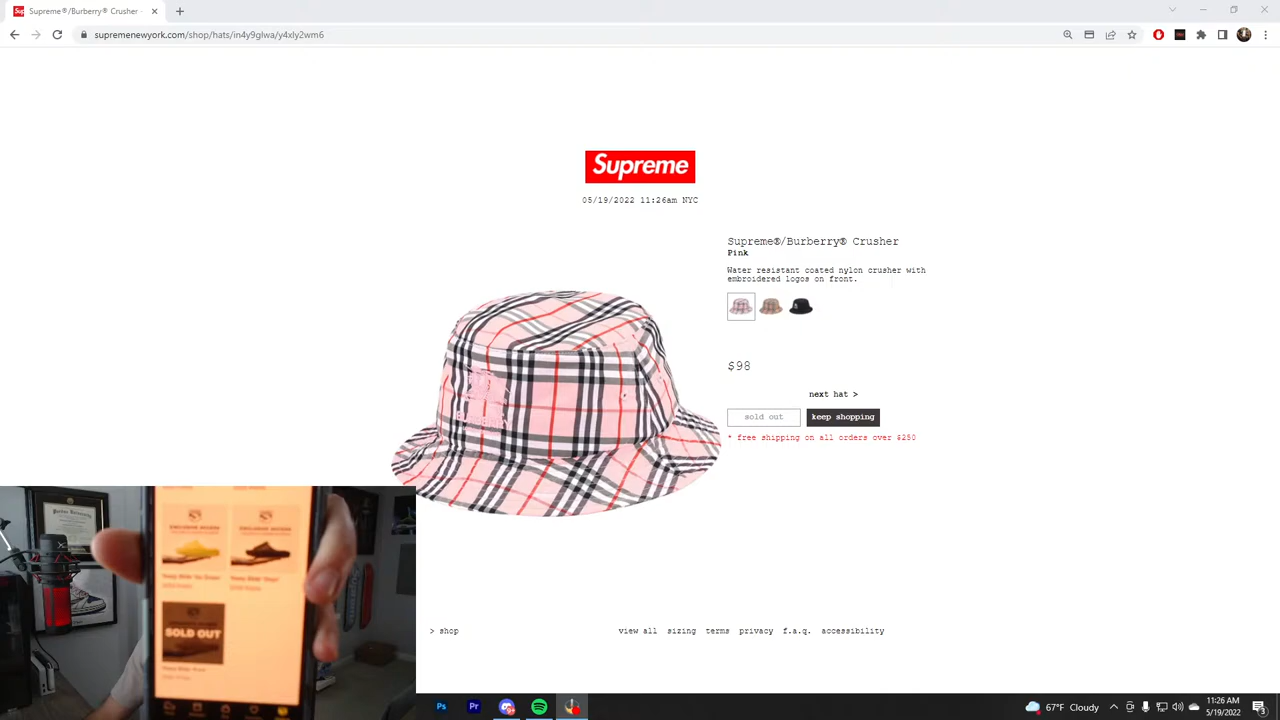 Supreme®/Burberry® Crusher -
supremenewyork.com/shop/hats/in4y9glwa/y4xly2wm6
Supreme
05/19/2022 11:26am NYC
Supreme®/Burberry® Crusher
Pink
Water resistant coated nylon crusher with
embroidered logos on front.
$98
next hat >
sold out
keep shopping
* free shipping on all orders over $250
> shop
view all sizing terms privacy f.a.q. accessibility
SOLD OUT
Ps
Pr
67°F Cloudy
11:26 AM
5/19/2022
3